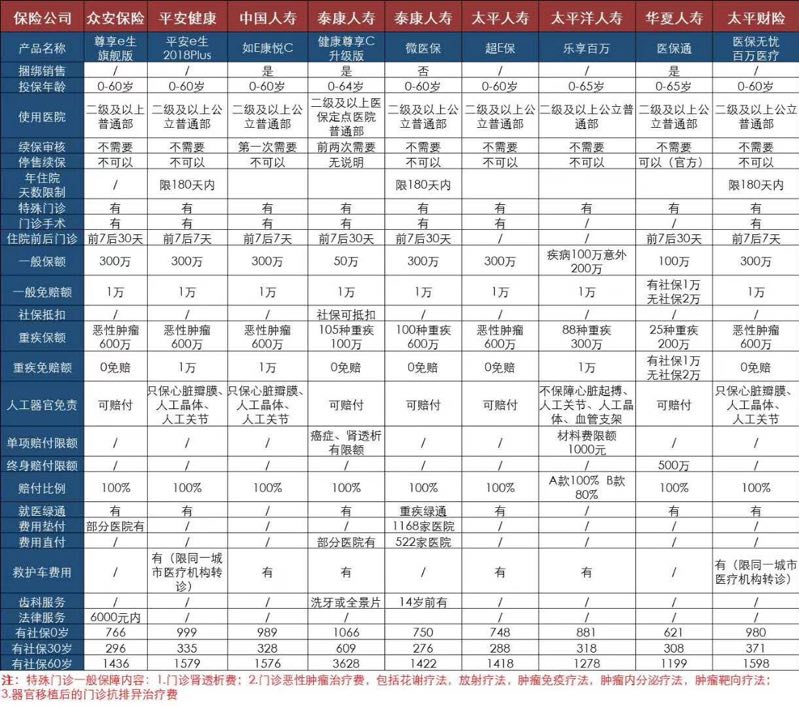 保险公司 众安保险 平安健康 中国人寿 泰康人寿 泰康人寿 太平人寿 太平洋人寿 华夏人寿 太平财险
产品名称 尊享e生旗舰版 平安e生2018Plus 如E康悦C 健康尊享C升级版 微医保 超E保 乐享百万 医保通 医保无忧百万医疗
捆绑销售 / / 是 是 否 / / 是 /
投保年龄 0-60岁 0-60岁 0-60岁 0-64岁 0-60岁 0-60岁 0-65岁 0-65岁 0-60岁
使用医院 二级及以上普通部 二级及以上公立普通部 二级及以上公立普通部 二级及以上医保定点医院普通部 二级及以上公立普通部 二级及以上公立普通部 二级及以上公立普通部 二级及以上公立普通部 二级及以上公立普通部
续保审核 不需要 不需要 第一次需要 前两次需要 不需要 不需要 不需要 不需要 不需要
停售续保 不可以 不可以 不可以 无说明 不可以 不可以 不可以 可以（官方） 不可以
年住院天数限制 / 限180天内 限180天内 限180天内
特殊门诊 有 有 有 有 有 有 有 有 有
门诊手术 有 有 有 有 有 有 / / 有
住院前后门诊 前7后30天 前7后7天 前7后7天 前7后30天 前7后30天 / / 前7后30天 前7后7天
一般保额 300万 300万 300万 50万 300万 300万 疾病100万意外200万 100万 300万
一般免赔额 1万 1万 1万 1万 1万 1万 1万 有社保1万无社保2万 1万
社保抵扣 / / / 社保可抵扣 / / / / /
重疾保额 恶性肿瘤600万 恶性肿瘤600万 恶性肿瘤600万 105种重疾100万 100种重疾600万 恶性肿瘤600万 88种重疾300万 25种重疾200万 恶性肿瘤600万
重疾免赔额 0免赔 1万 1万 0免赔 0免赔 0免赔 1万 有社保1万无社保2万 0免赔
人工器官免责 可赔付 只保心脏瓣膜、人工晶体、人工关节 只保心脏瓣膜、人工晶体、人工关节 可赔付 可赔付 可赔付 不保障心脏起搏、人工关节、人工晶体、血管支架 可赔付 只保心脏瓣膜、人工晶体、人工关节
单项赔付限额 / / / 癌症、肾透析有限额 / / 材料费限额1000元 / /
终身赔付限额 / / / / / / / 500万 /
赔付比例 100% 100% 100% 100% 100% 100% A款100% B款80% 100% 100%
就医绿通 有 有 / 有 重疾绿通 / / 有 有
费用垫付 部分医院有 / / / 1168家医院 / / / /
费用直付 / / / 部分医院有 522家医院 / / / /
救护车费用 / 有（限同一城市医疗机构转诊） 有 有 / 有 有 / 有（限同一城市医疗机构转诊）
齿科服务 / / / 洗牙或全景片 14岁前有 / / / /
法律服务 6000元内 / / / / / / /
有社保0岁 766 999 989 1066 750 748 881 621 980
有社保30岁 296 335 328 609 276 288 318 308 371
有社保60岁 1436 1579 1576 3628 1422 1418 1278 1199 1598
注：特殊门诊一般保障内容：1.门诊肾透析费；2.门诊恶性肿瘤治疗费，包括花谢疗法，放射疗法，肿瘤免疫疗法，肿瘤内分泌疗法，肿瘤靶向疗法；
3.器官移植后的门诊抗排异治疗费